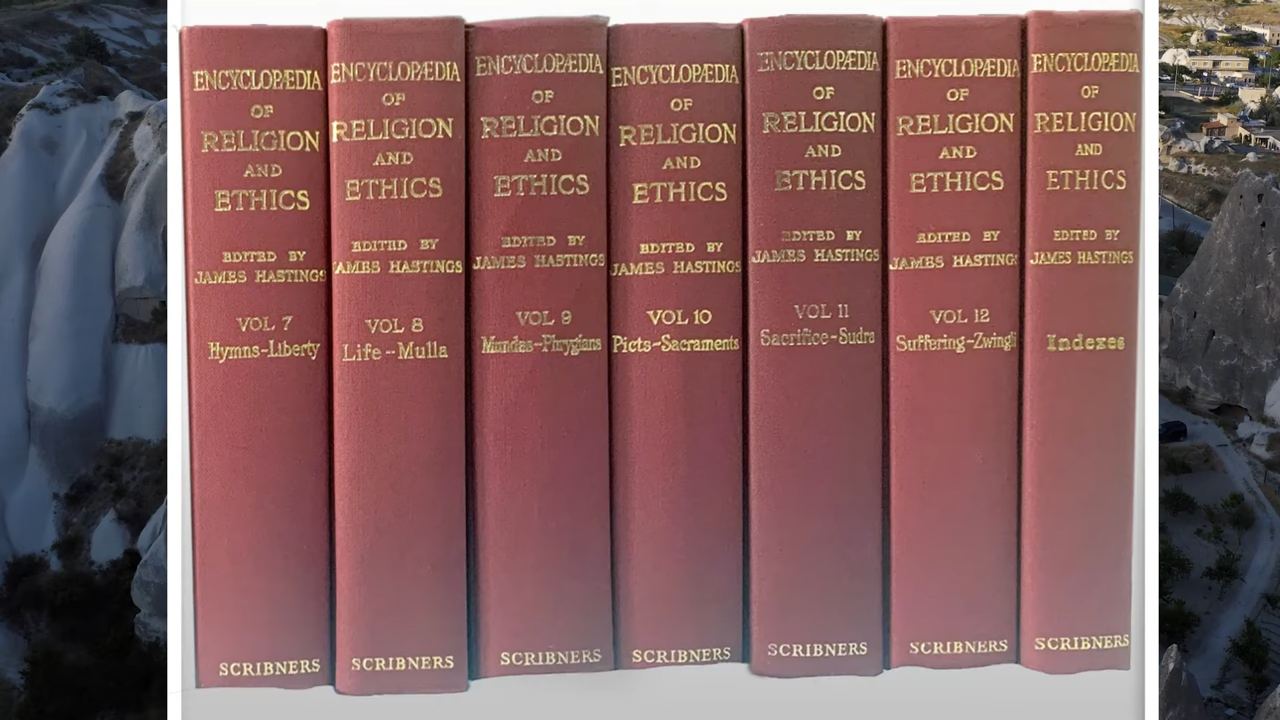 ENCYCLOPÆDIA
OF
RELIGION
AND
ETHICS
EDITED BY
JAMES HASTINGS
VOL 7
Hymns-Liberty
SCRIBNERS
ENCYCLOPÆDIA
OF
RELIGION
AND
ETHICS
EDITED BY
JAMES HASTINGS
VOL 8
Life--Mulla
SCRIBNERS
ENCYCLOPÆDIA
OF
RELIGION
AND
ETHICS
EDITED BY
JAMES HASTINGS
VOL 9
Mundas-Phrygians
SCRIBNERS
ENCYCLOPÆDIA
OF
RELIGION
AND
ETHICS
EDITED BY
JAMES HASTINGS
VOL 10
Picts-Sacraments
SCRIBNERS
ENCYCLOPÆDIA
OF
RELIGION
AND
ETHICS
EDITED BY
JAMES HASTINGS
VOL 11
Sacrifice-Sudra
SCRIBNERS
ENCYCLOPÆDIA
OF
RELIGION
AND
ETHICS
EDITED BY
JAMES HASTINGS
VOL 12
Suffering-Zwingli
SCRIBNERS
ENCYCLOPÆDIA
OF
RELIGION
AND
ETHICS
EDITED BY
JAMES HASTINGS
Indexes
SCRIBNERS